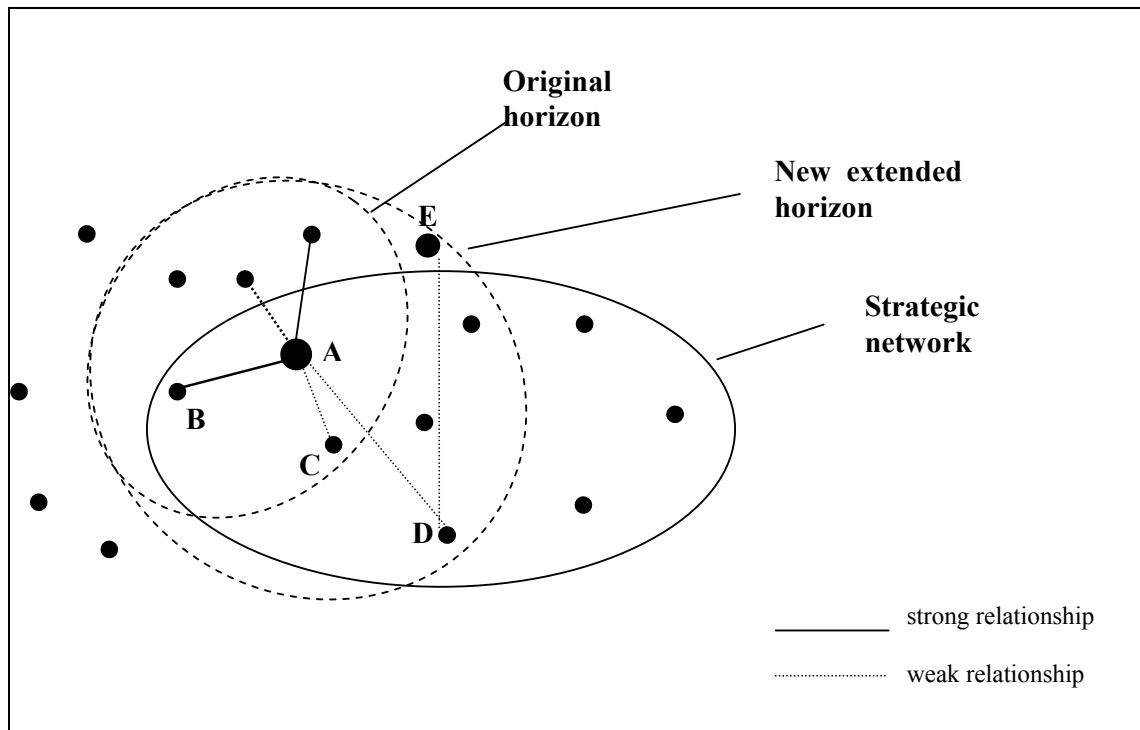 Original
horizon
New extended
horizon
E
Strategic
network
A
B
C
D
strong relationship
weak relationship